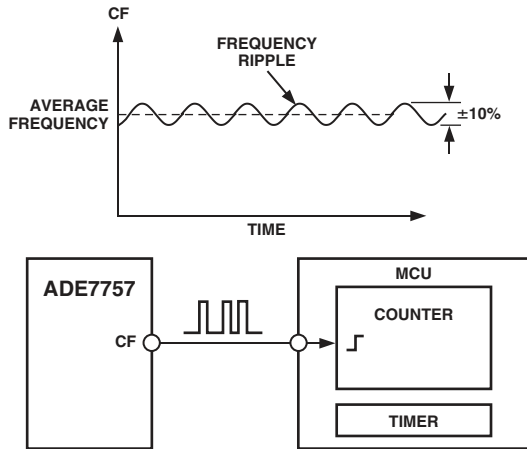 CF
FREQUENCY
RIPPLE
AVERAGE
FREQUENCY
±10%
TIME
ADE7757
CF
MCU
COUNTER
TIMER